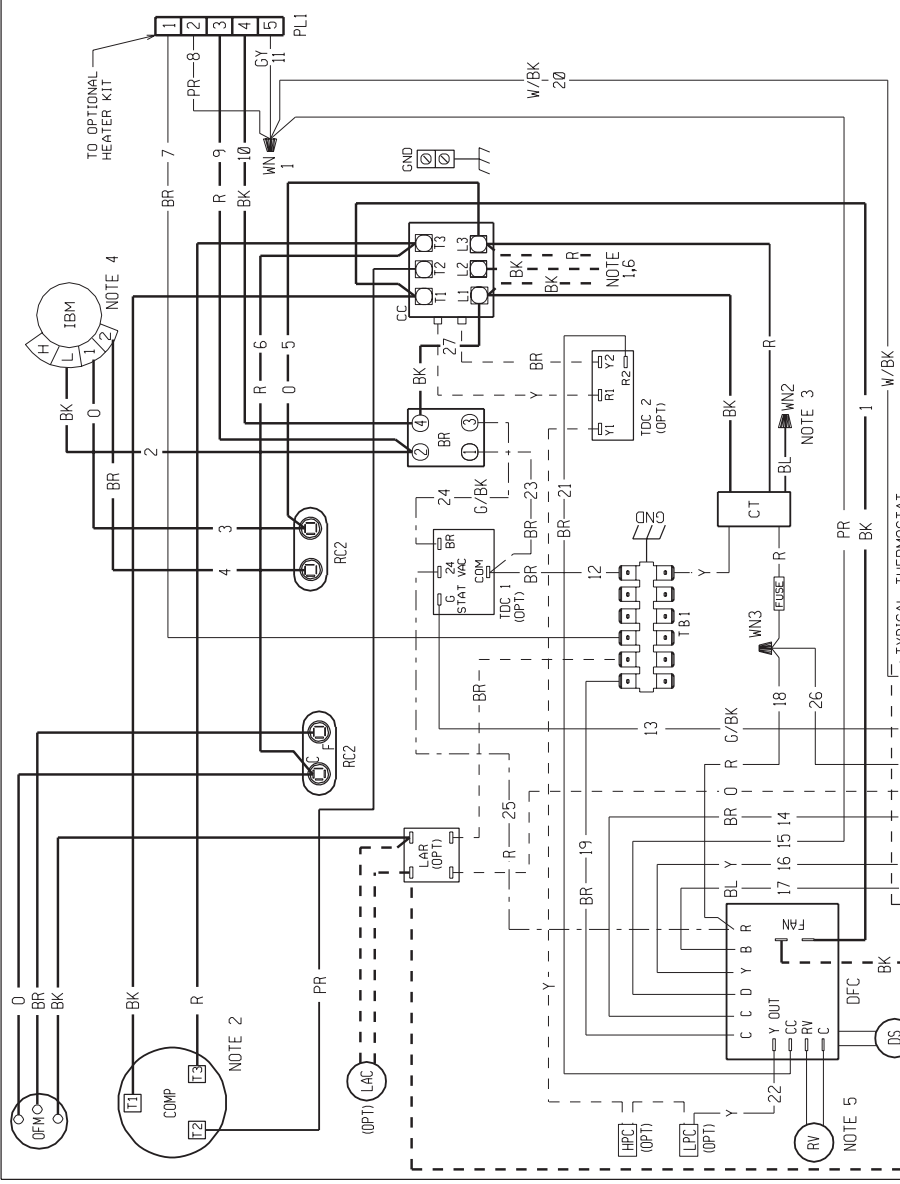 1
2
3
4
5
PL1
TO OPTIONAL
HEATER KIT
PR
8
GY
11
W/BK
20
BR
7
R
9
BK
10
WN
1
GND
H
L
1
2
IBM
NOTE 4
T3
T2
T1
L3
L2
L1
CC
BK
R
BK
NOTE
1,6
R
6
O
5
BK
O
BR
2
3
4
27
BK
BR
Y
4
2
3
1
BR
Y2
R2
R1
Y1
TDC 2
(OPT)
BK
R
BL
WN2
NOTE 3
1
W/BK
24
G/BK
BR
23
BR
21
BR
24
VAC
G
STAT
COM
TDC 1
(OPT)
BR
12
GND
TB1
Y
CT
R
FUSE
WN3
PR
BK
TYPICAL THERMOSTAT
RC2
C
F
RC2
BR
13
G/BK
18
26
R
O
BR
14
15
Y
16
BL
17
R
25
BR
19
LAR
(OPT)
O
BR
BK
BK
R
PR
NOTE 2
T1
T3
T2
COMP
OFM
(OPT)
LAC
Y
R
B
Y
D
C
C
FAN
Y OUT
CC
RV
C
DFC
BK
DS
HPC
(OPT)
LPC
(OPT)
Y
22
RV
NOTE 5